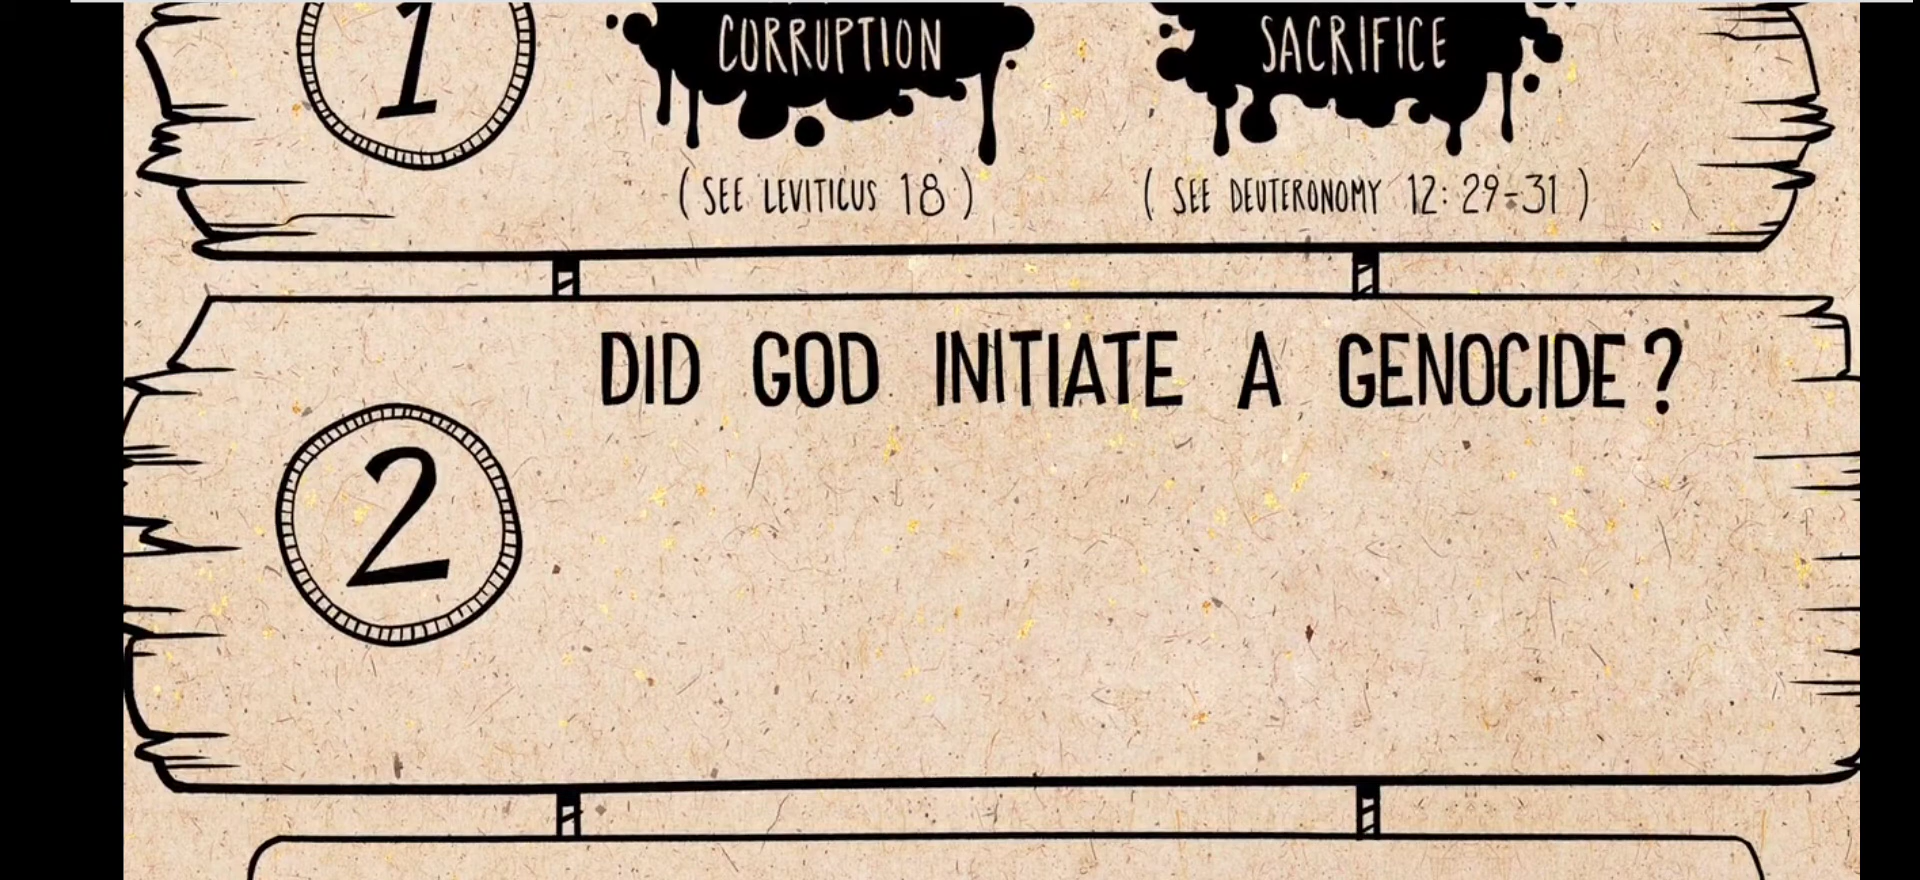 1
CORRUPTION
SACRIFICE
( SEE LEVITICUS 18 )
( SEE DEUTERONOMY 12: 29-31 )
DID GOD INITIATE A GENOCIDE?
2